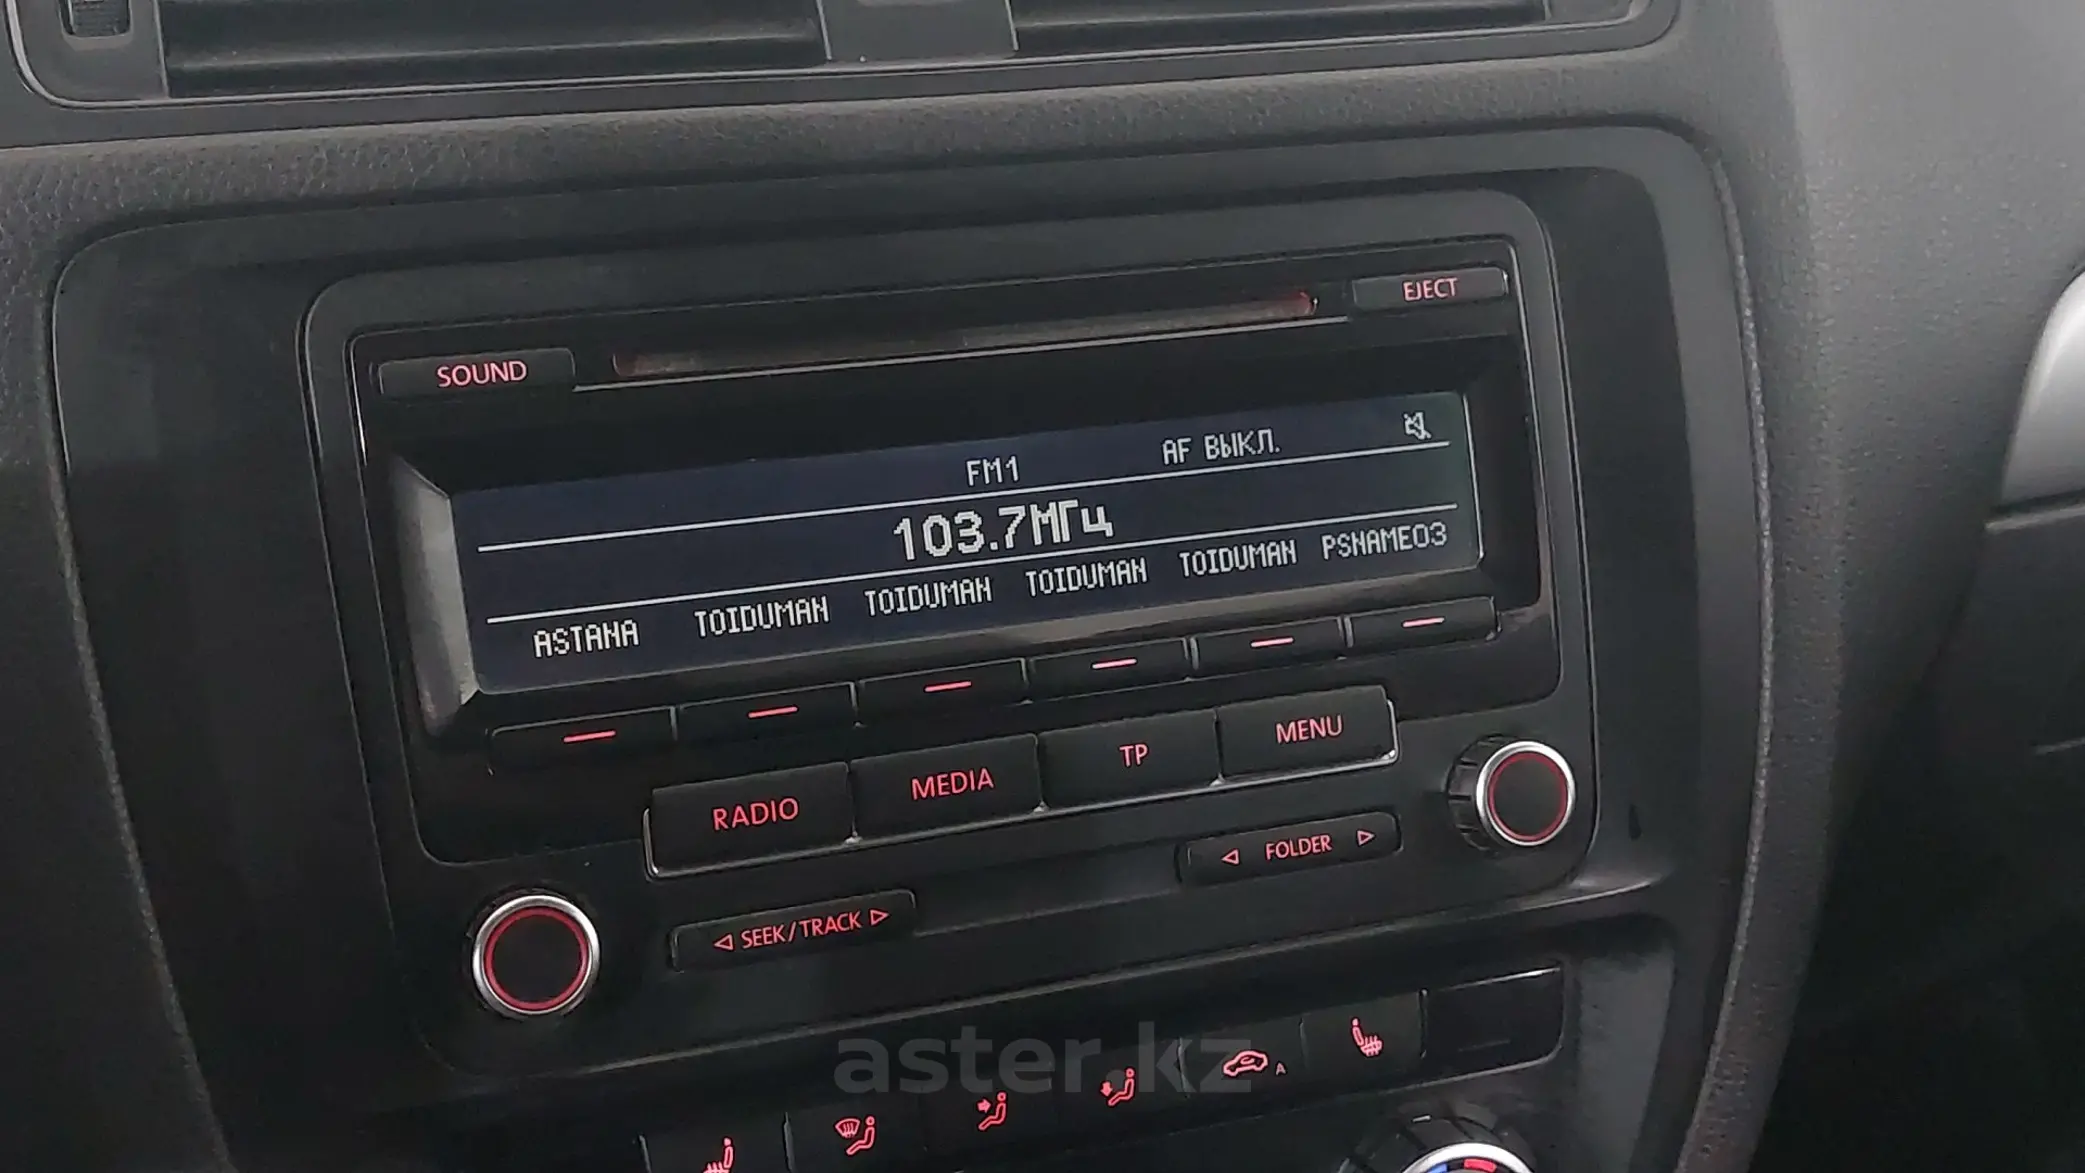 EJECT
SOUND
FM1 AF ВЫКЛ.
103.7МГц
ASTANA TOIDUMAN TOIDUMAN TOIDUMAN TOIDUMAN PSNAME03
RADIO MEDIA TP MENU
◁ FOLDER ▷
◁ SEEK/TRACK ▷
aster.kz
A